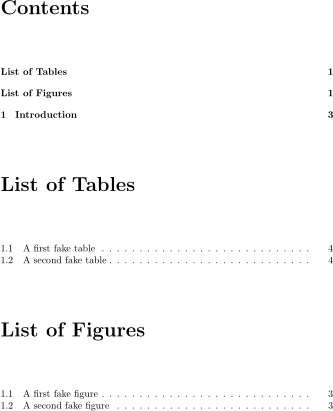 Contents
List of Tables 1
List of Figures 1
1 Introduction 3
List of Tables
1.1 A first fake table . . . . . . . . . . . . . . . . . . . . . . . . . . . . 4
1.2 A second fake table . . . . . . . . . . . . . . . . . . . . . . . . . . . 4
List of Figures
1.1 A first fake figure . . . . . . . . . . . . . . . . . . . . . . . . . . . . 3
1.2 A second fake figure . . . . . . . . . . . . . . . . . . . . . . . . . . 3